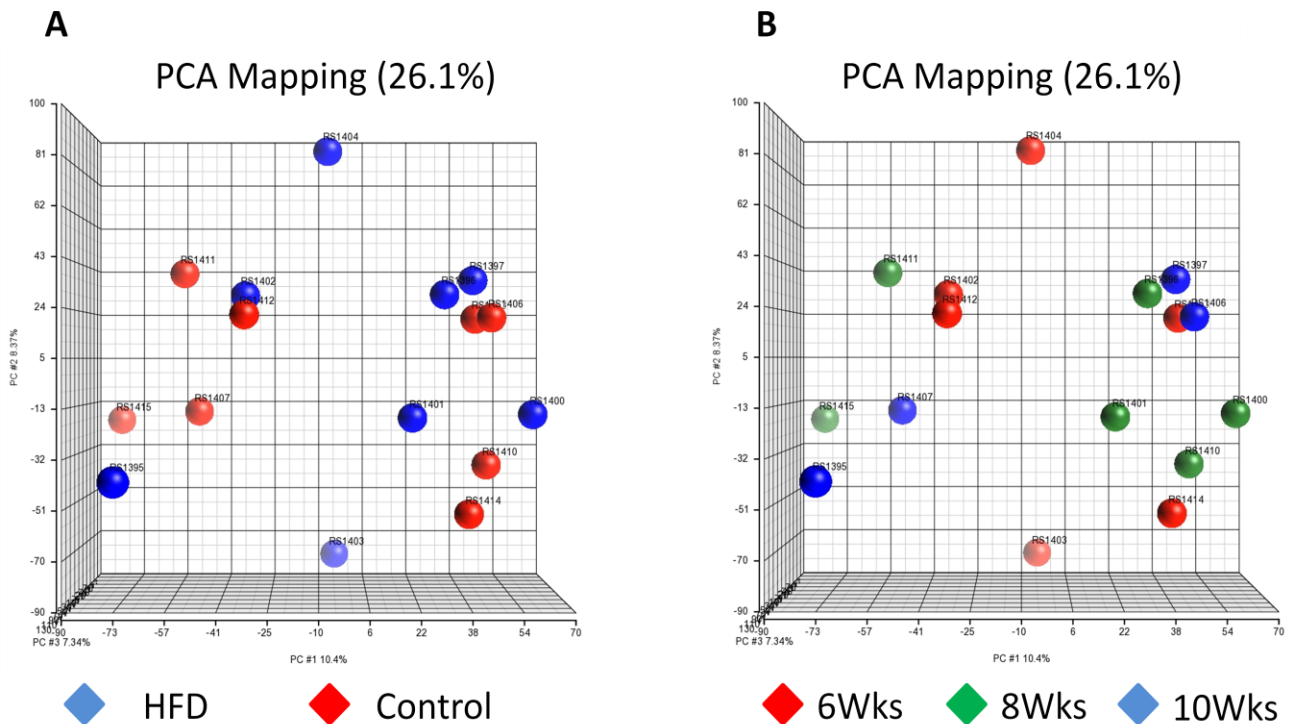 A
PCA Mapping (26.1%)
100
81
62
43
24
5
-13
-32
-51
-70
-90
PC #2 8.37%
RS1404
RS1411
RS1402
RS1412
RS1397
RS1406
RS1415
RS1407
RS1401
RS1400
RS1395
RS1410
RS1414
RS1403
-90
-73
-57
-41
-25
-10
6
22
38
54
70
PC #3 7.34%
PC #1 10.4%
HFD
Control
B
PCA Mapping (26.1%)
100
81
62
43
24
5
-13
-32
-51
-70
-90
PC #2 8.37%
RS1404
RS1411
RS1402
RS1412
RS1397
RS1406
RS1415
RS1407
RS1401
RS1400
RS1395
RS1410
RS1414
RS1403
-90
-73
-57
-41
-25
-10
6
22
38
54
70
PC #3 7.34%
PC #1 10.4%
6Wks
8Wks
10Wks